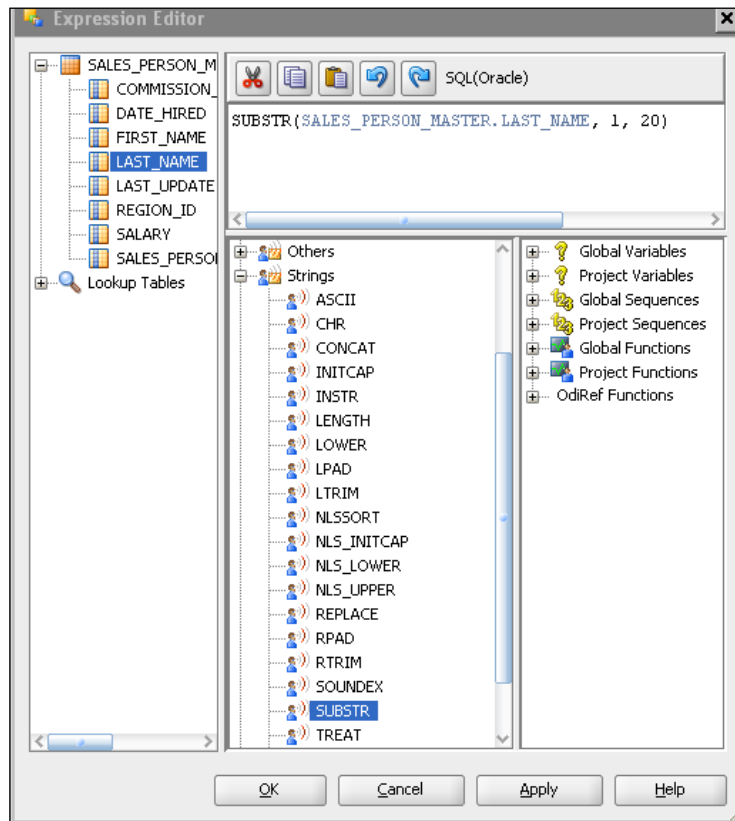 Expression Editor
SALES_PERSON_M
COMMISSION_
DATE_HIRED
FIRST_NAME
LAST_NAME
LAST_UPDATE
REGION_ID
SALARY
SALES_PERSO
Lookup Tables
SQL(Oracle)
SUBSTR(SALES_PERSON_MASTER.LAST_NAME, 1, 20)
Others
Strings
ASCII
CHR
CONCAT
INITCAP
INSTR
LENGTH
LOWER
LPAD
LTRIM
NLSSORT
NLS_INITCAP
NLS_LOWER
NLS_UPPER
REPLACE
RPAD
RTRIM
SOUNDEX
SUBSTR
TREAT
Global Variables
Project Variables
Global Sequences
Project Sequences
Global Functions
Project Functions
OdiRef Functions
OK
Cancel
Apply
Help